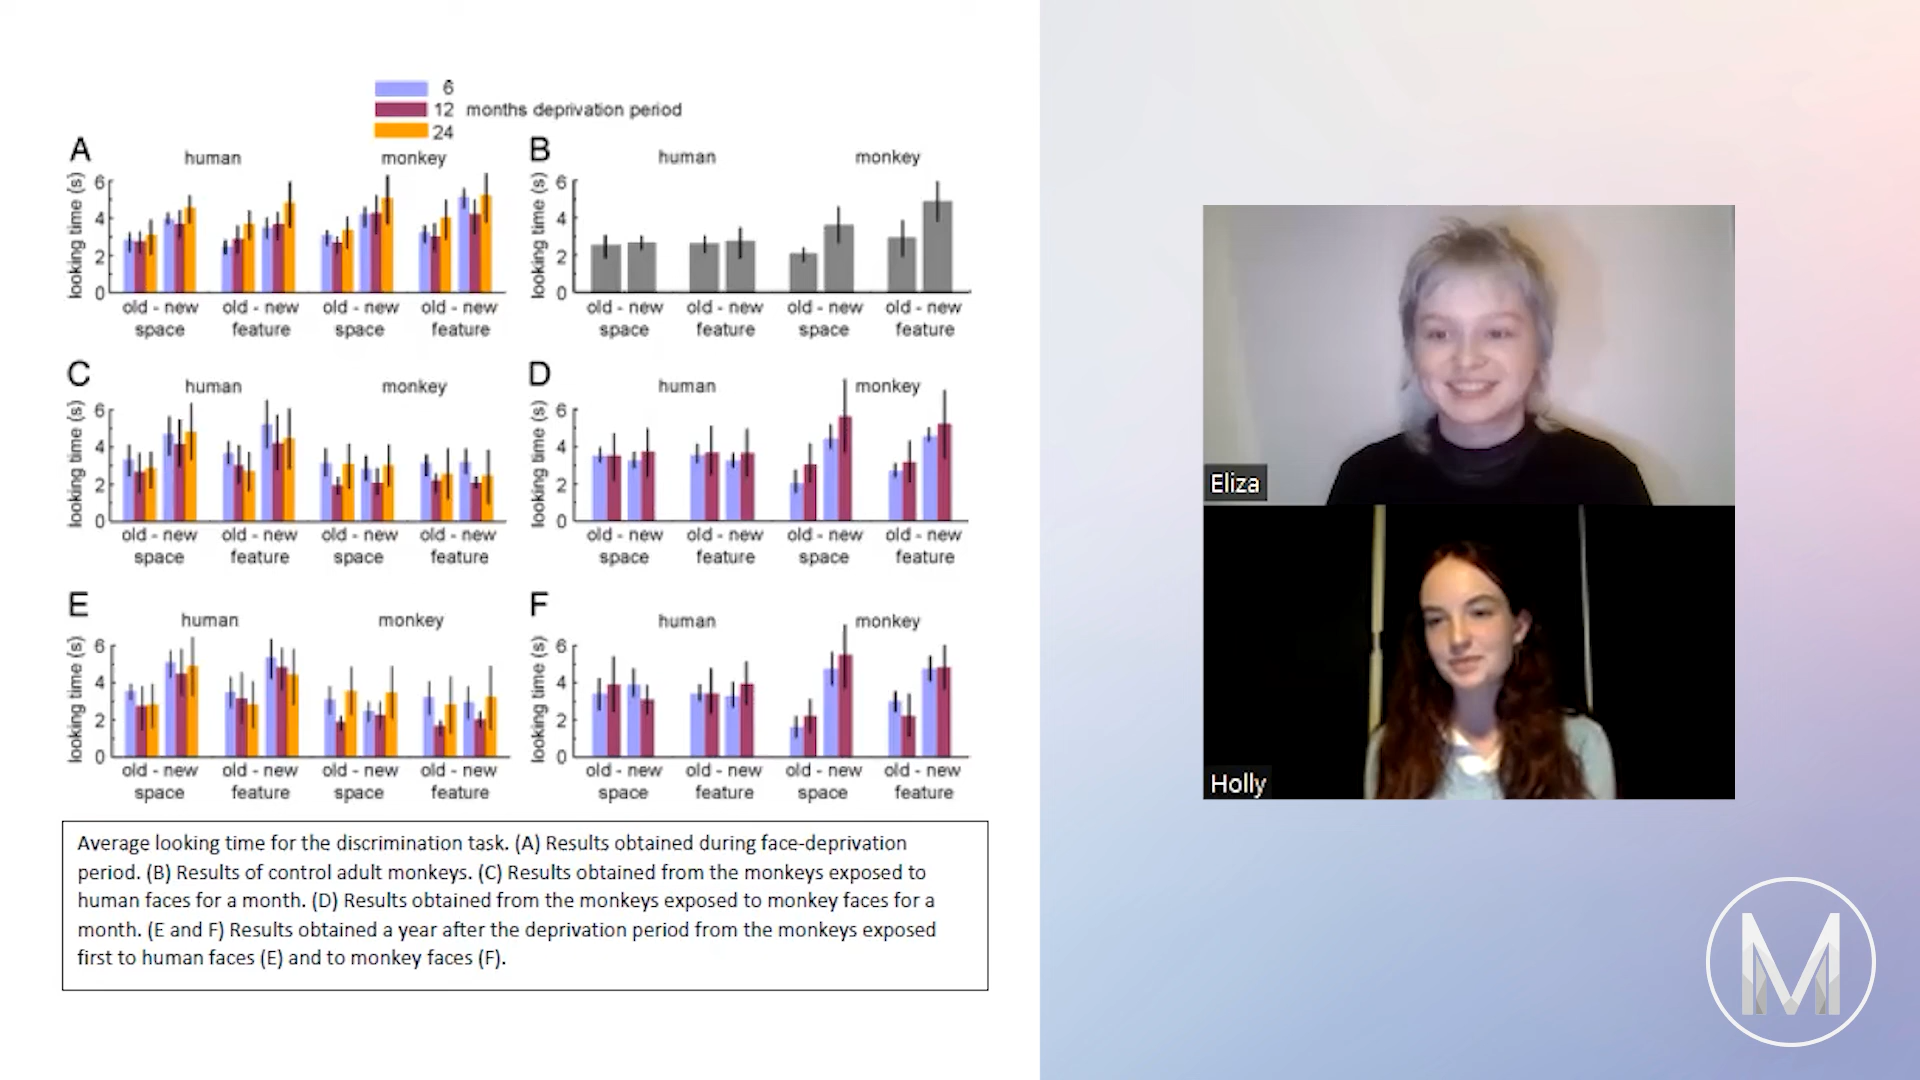 6
12 months deprivation period
24
A
human monkey
looking time (s)
6
4
2
0
old - new old - new old - new old - new
space feature space feature
B
human monkey
looking time (s)
6
4
2
0
old - new old - new old - new old - new
space feature space feature
C
human monkey
looking time (s)
6
4
2
0
old - new old - new old - new old - new
space feature space feature
D
human monkey
looking time (s)
6
4
2
0
old - new old - new old - new old - new
space feature space feature
E
human monkey
looking time (s)
6
4
2
0
old - new old - new old - new old - new
space feature space feature
F
human monkey
looking time (s)
6
4
2
0
old - new old - new old - new old - new
space feature space feature
Average looking time for the discrimination task. (A) Results obtained during face-deprivation
period. (B) Results of control adult monkeys. (C) Results obtained from the monkeys exposed to
human faces for a month. (D) Results obtained from the monkeys exposed to monkey faces for a
month. (E and F) Results obtained a year after the deprivation period from the monkeys exposed
first to human faces (E) and to monkey faces (F).
Eliza
Holly
M